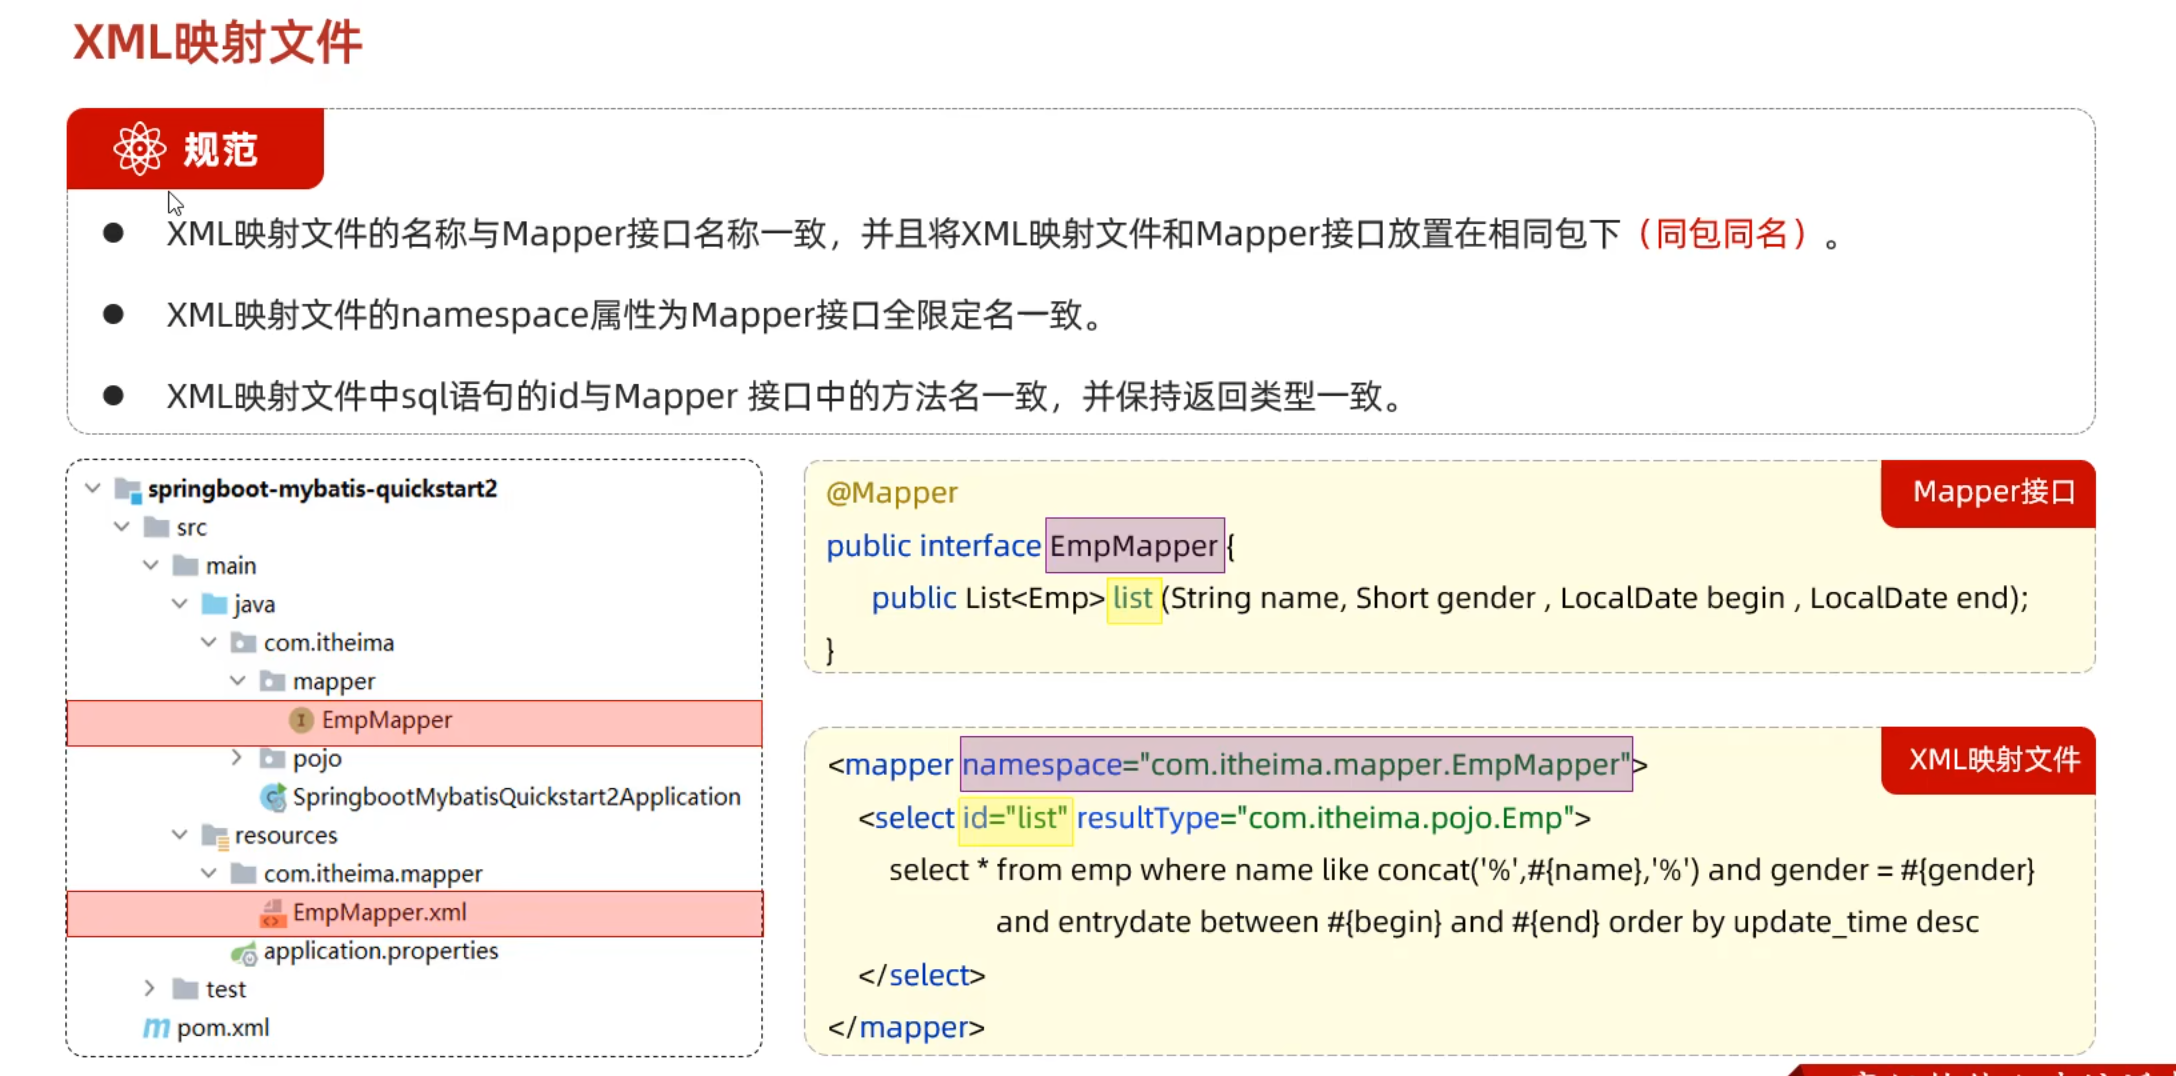 XML映射文件
规范
XML映射文件的名称与Mapper接口名称一致，并且将XML映射文件和Mapper接口放置在相同包下（同包同名）。
XML映射文件的namespace属性为Mapper接口全限定名一致。
XML映射文件中sql语句的id与Mapper 接口中的方法名一致，并保持返回类型一致。
springboot-mybatis-quickstart2
src
main
java
com.itheima
mapper
EmpMapper
pojo
SpringbootMybatisQuickstart2Application
resources
com.itheima.mapper
EmpMapper.xml
application.properties
test
pom.xml
Mapper接口
@Mapper
public interface EmpMapper {
public List<Emp> list (String name, Short gender , LocalDate begin , LocalDate end);
}
XML映射文件
<mapper namespace="com.itheima.mapper.EmpMapper">
<select id="list" resultType="com.itheima.pojo.Emp">
select * from emp where name like concat('%',#{name},'%') and gender = #{gender}
and entrydate between #{begin} and #{end} order by update_time desc
</select>
</mapper>